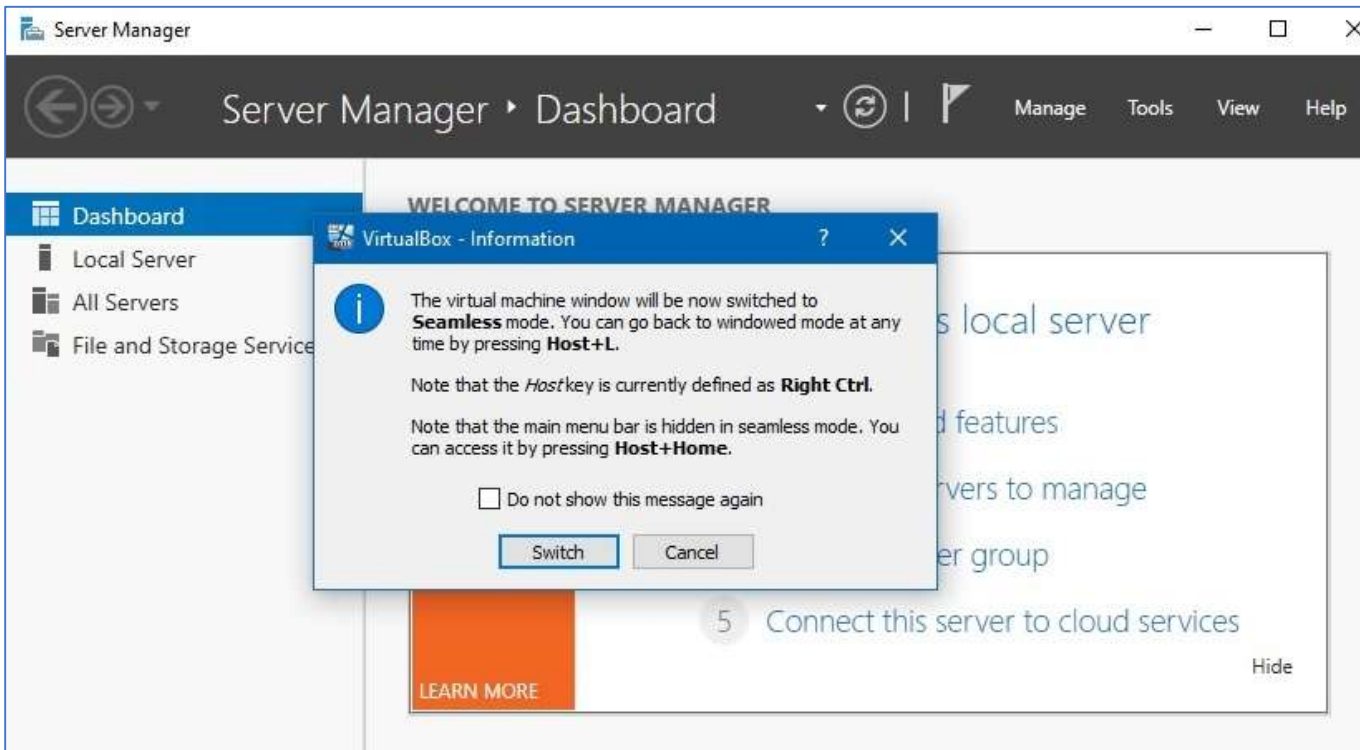 Server Manager
Server Manager ‣ Dashboard
Manage Tools View Help
Dashboard
Local Server
All Servers
File and Storage Service
WELCOME TO SERVER MANAGER
VirtualBox - Information ?
The virtual machine window will be now switched to
Seamless mode. You can go back to windowed mode at any
time by pressing Host+L.
Note that the Host key is currently defined as Right Ctrl.
Note that the main menu bar is hidden in seamless mode. You
can access it by pressing Host+Home.
Do not show this message again
Switch Cancel
local server
features
to manage
group
5 Connect this server to cloud services
Hide
LEARN MORE